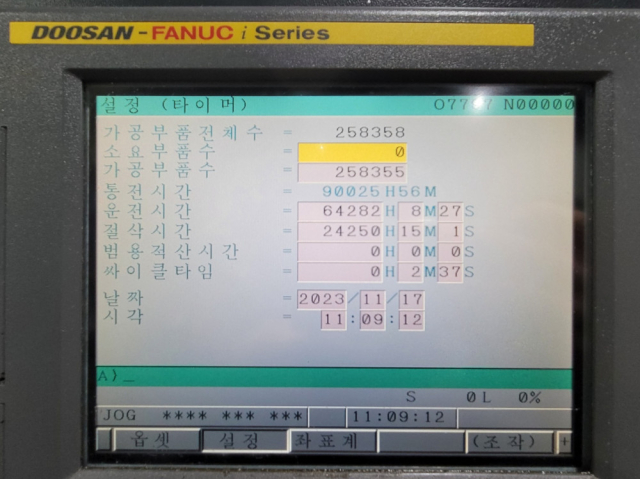 DOOSAN-FANUC i Series
설정 (타이머) N00000
가공부품전체수 = 258358
소요부품수 = 0
가공부품수 = 258355
통전시간 = 90025H56M
운전시간 = 64282H 8M27S
절삭시간 = 24250H15M 1S
범용적산시간 = 0H 0M 0S
싸이클타임 = 0H 2M37S
날짜 = 2023/11/17
시각 = 11:09:12
A)_
S 0L 0%
JOG **** *** *** 11:09:12
옵셋 설정 좌표계 (조작) +